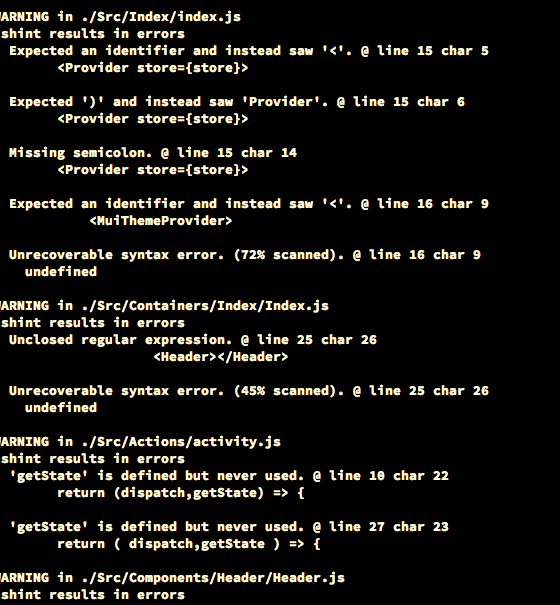 ARNING in ./Src/Index/index.js
shint results in errors
Expected an identifier and instead saw '<'. @ line 15 char 5
<Provider store={store}>
Expected ')' and instead saw 'Provider'. @ line 15 char 6
<Provider store={store}>
Missing semicolon. @ line 15 char 14
<Provider store={store}>
Expected an identifier and instead saw '<'. @ line 16 char 9
<MuiThemeProvider>
Unrecoverable syntax error. (72% scanned). @ line 16 char 9
undefined
ARNING in ./Src/Containers/Index/Index.js
shint results in errors
Unclosed regular expression. @ line 25 char 26
<Header></Header>
Unrecoverable syntax error. (45% scanned). @ line 25 char 26
undefined
ARNING in ./Src/Actions/activity.js
shint results in errors
'getState' is defined but never used. @ line 10 char 22
return (dispatch,getState) => {
'getState' is defined but never used. @ line 27 char 23
return ( dispatch,getState ) => {
ARNING in ./Src/Components/Header/Header.js
shint results in errors